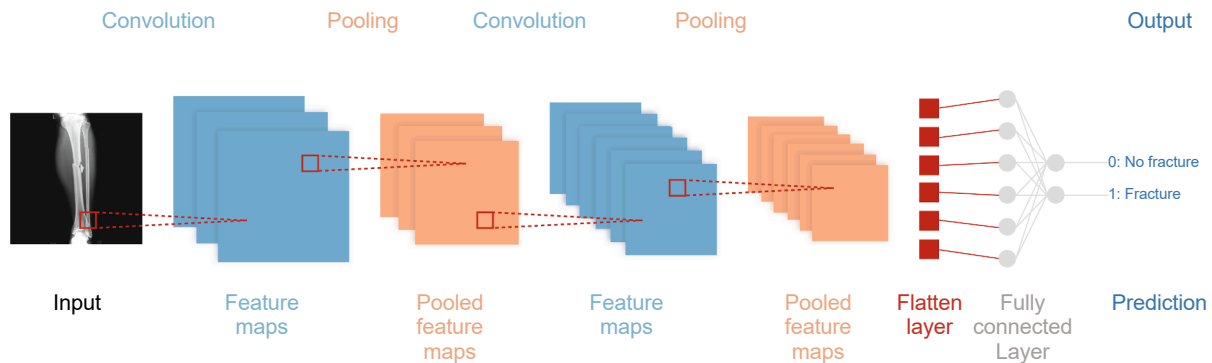 Convolution
Pooling
Convolution
Pooling
Output
0: No fracture
1: Fracture
Input
Feature
maps
Pooled
feature
maps
Feature
maps
Pooled
feature
maps
Flatten
layer
Fully
connected
Layer
Prediction